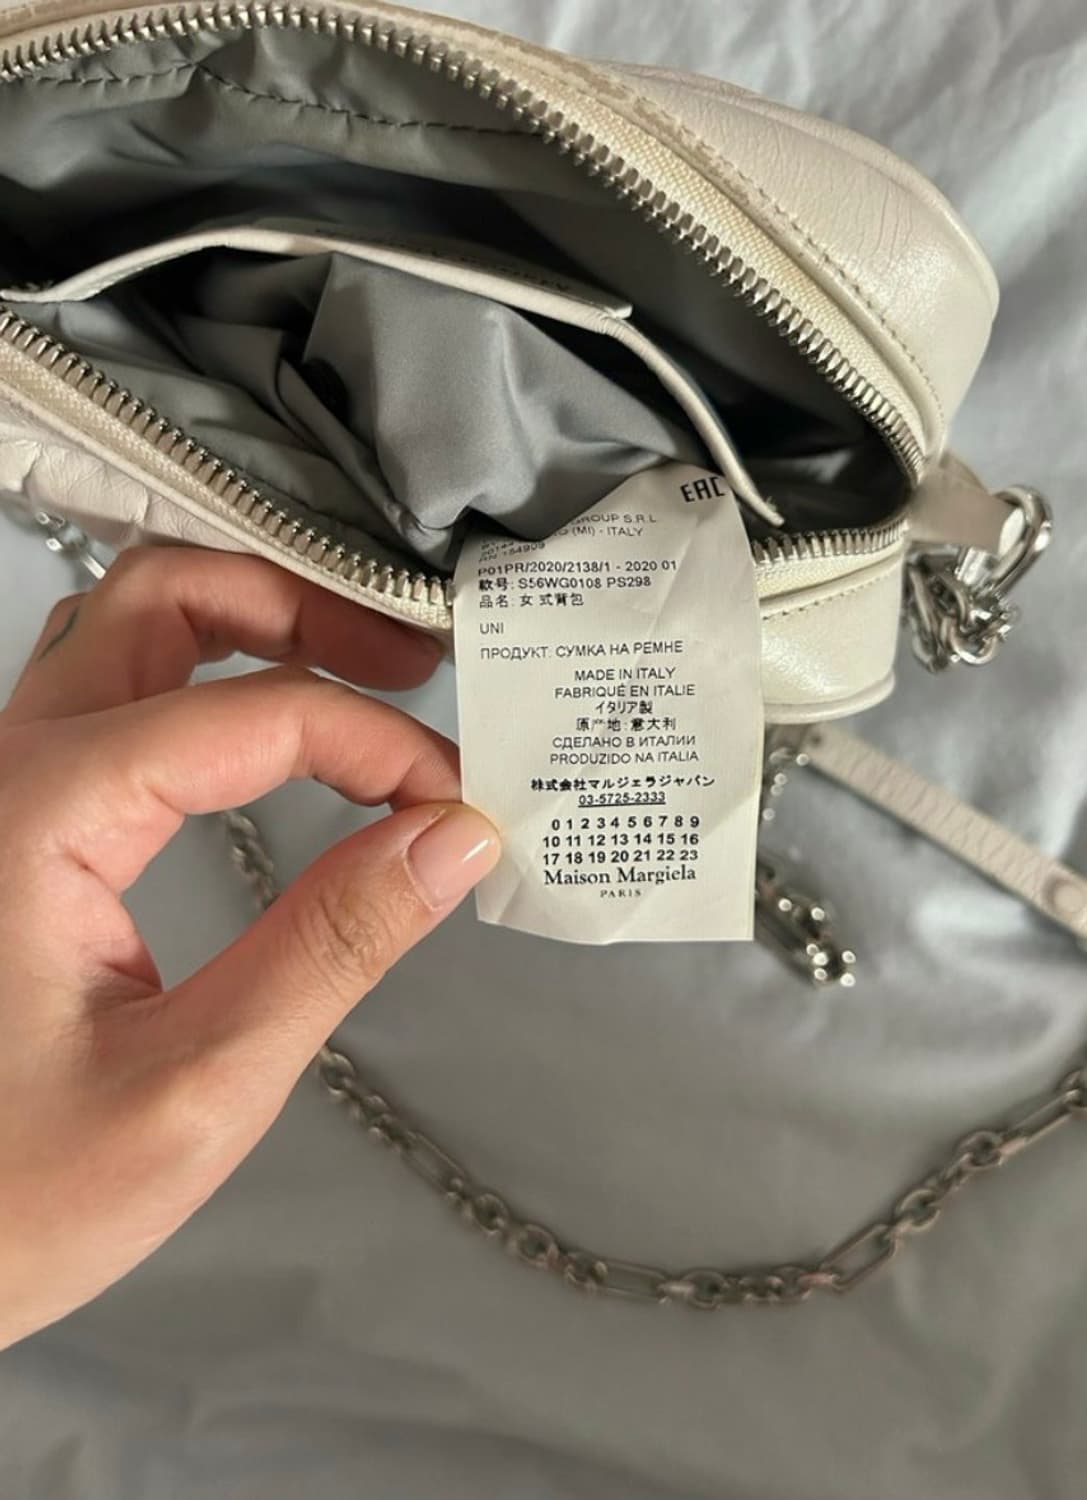 EAC
GROUP S.R.L.
(MI) - ITALY
P01PR/2020/2138/1 - 2020 01
款号: S56WG0108 PS298
品名: 女 式背包
UNI
ПРОДУКТ: СУМКА НА РЕМНЕ
MADE IN ITALY
FABRIQUÉ EN ITALIE
イタリア製
原产地:意大利
СДЕЛАНО В ИТАЛИИ
PRODUZIDO NA ITALIA
株式会社マルジェラジャパン
03-5725-2333
0 1 2 3 4 5 6 7 8 9
10 11 12 13 14 15 16
17 18 19 20 21 22 23
Maison Margiela
PARIS